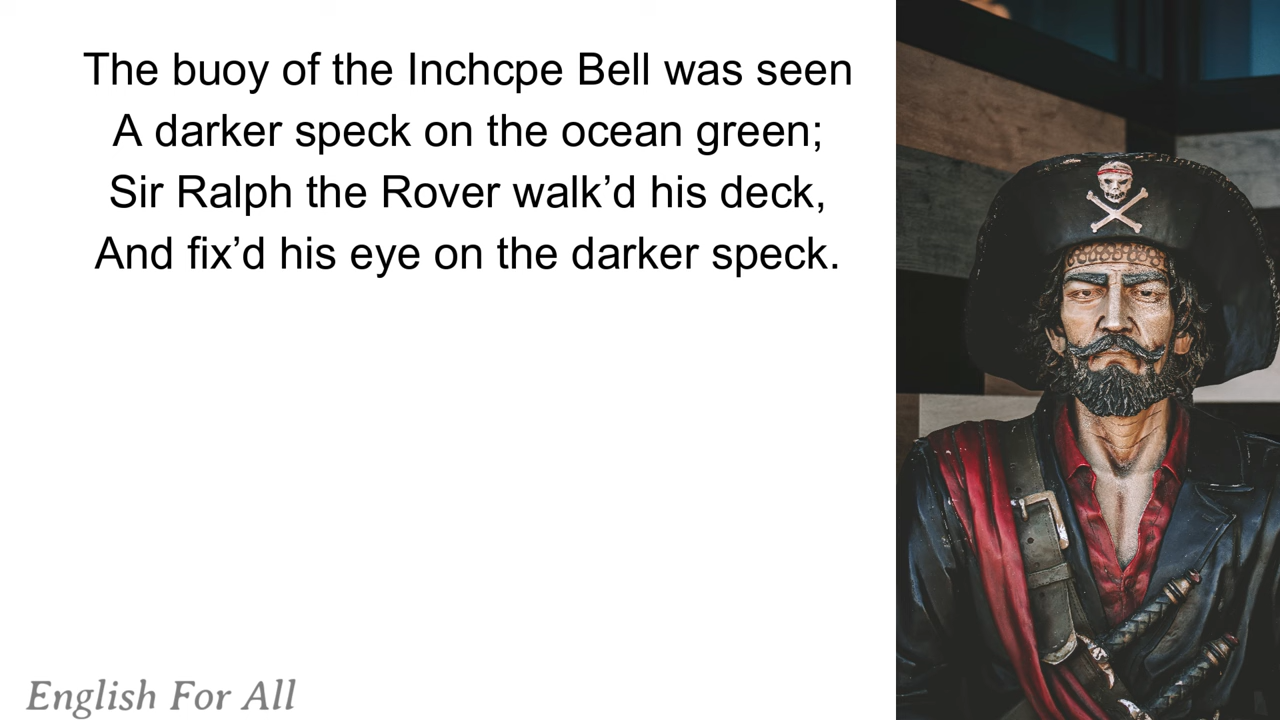 The buoy of the Inchcpe Bell was seen
A darker speck on the ocean green;
Sir Ralph the Rover walk’d his deck,
And fix’d his eye on the darker speck.
English For All